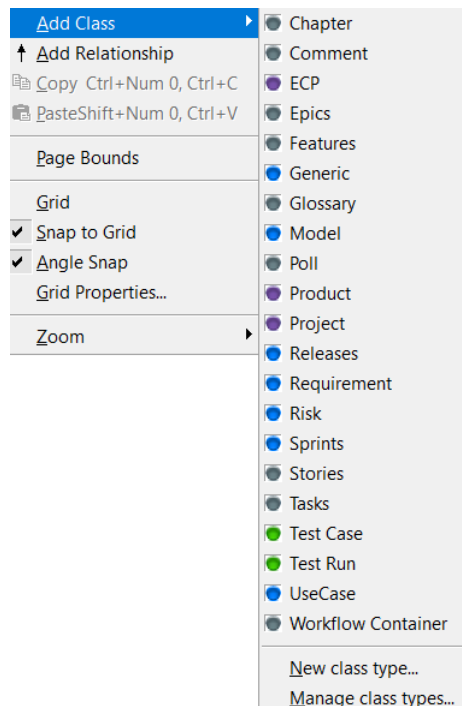 Add Class
Add Relationship
Copy Ctrl+Num 0, Ctrl+C
PasteShift+Num 0, Ctrl+V
Page Bounds
Grid
Snap to Grid
Angle Snap
Grid Properties...
Zoom
Chapter
Comment
ECP
Epics
Features
Generic
Glossary
Model
Poll
Product
Project
Releases
Requirement
Risk
Sprints
Stories
Tasks
Test Case
Test Run
UseCase
Workflow Container
New class type...
Manage class types...